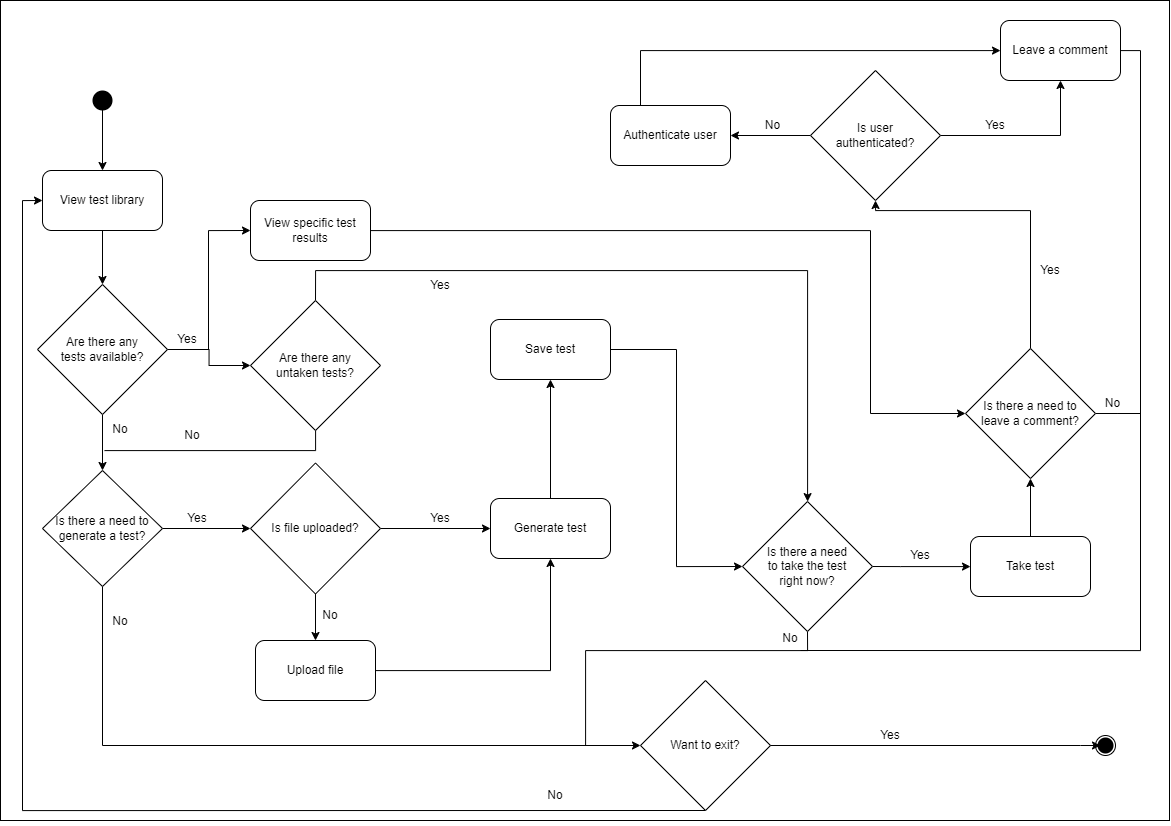 Leave a comment
Authenticate user
No
Is user
authenticated?
Yes
View test library
View specific test
results
Yes
Yes
Are there any
tests available?
Yes
Are there any
untaken tests?
Save test
No
No
Is there a need to
leave a comment?
No
Is there a need to
generate a test?
Yes
Is file uploaded?
Yes
Generate test
Is there a need
to take the test
right now?
Yes
Take test
No
No
No
Upload file
Want to exit?
Yes
No